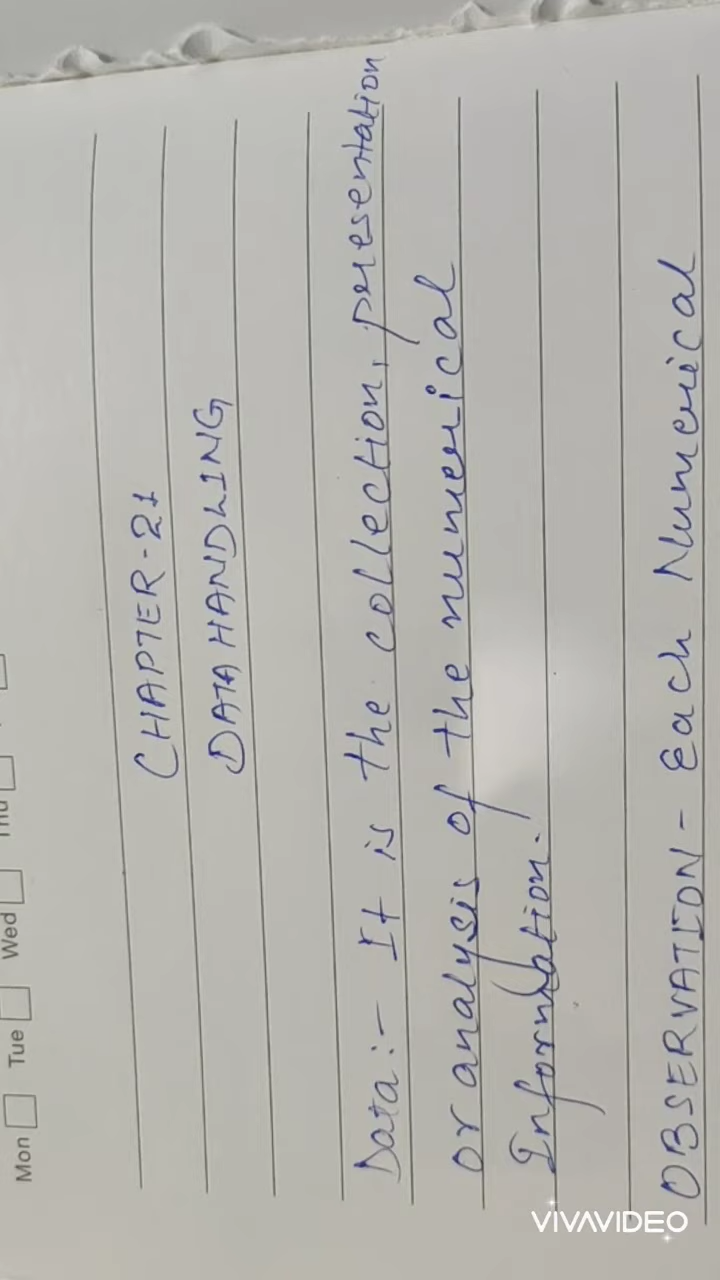 Mon Tue Wed Thu
CHAPTER-21
DATA HANDLING
Data:- It is the collection, presentation
or analysis of the numerical
Information.
OBSERVATION - Each Numerical
VIVAVIDEO